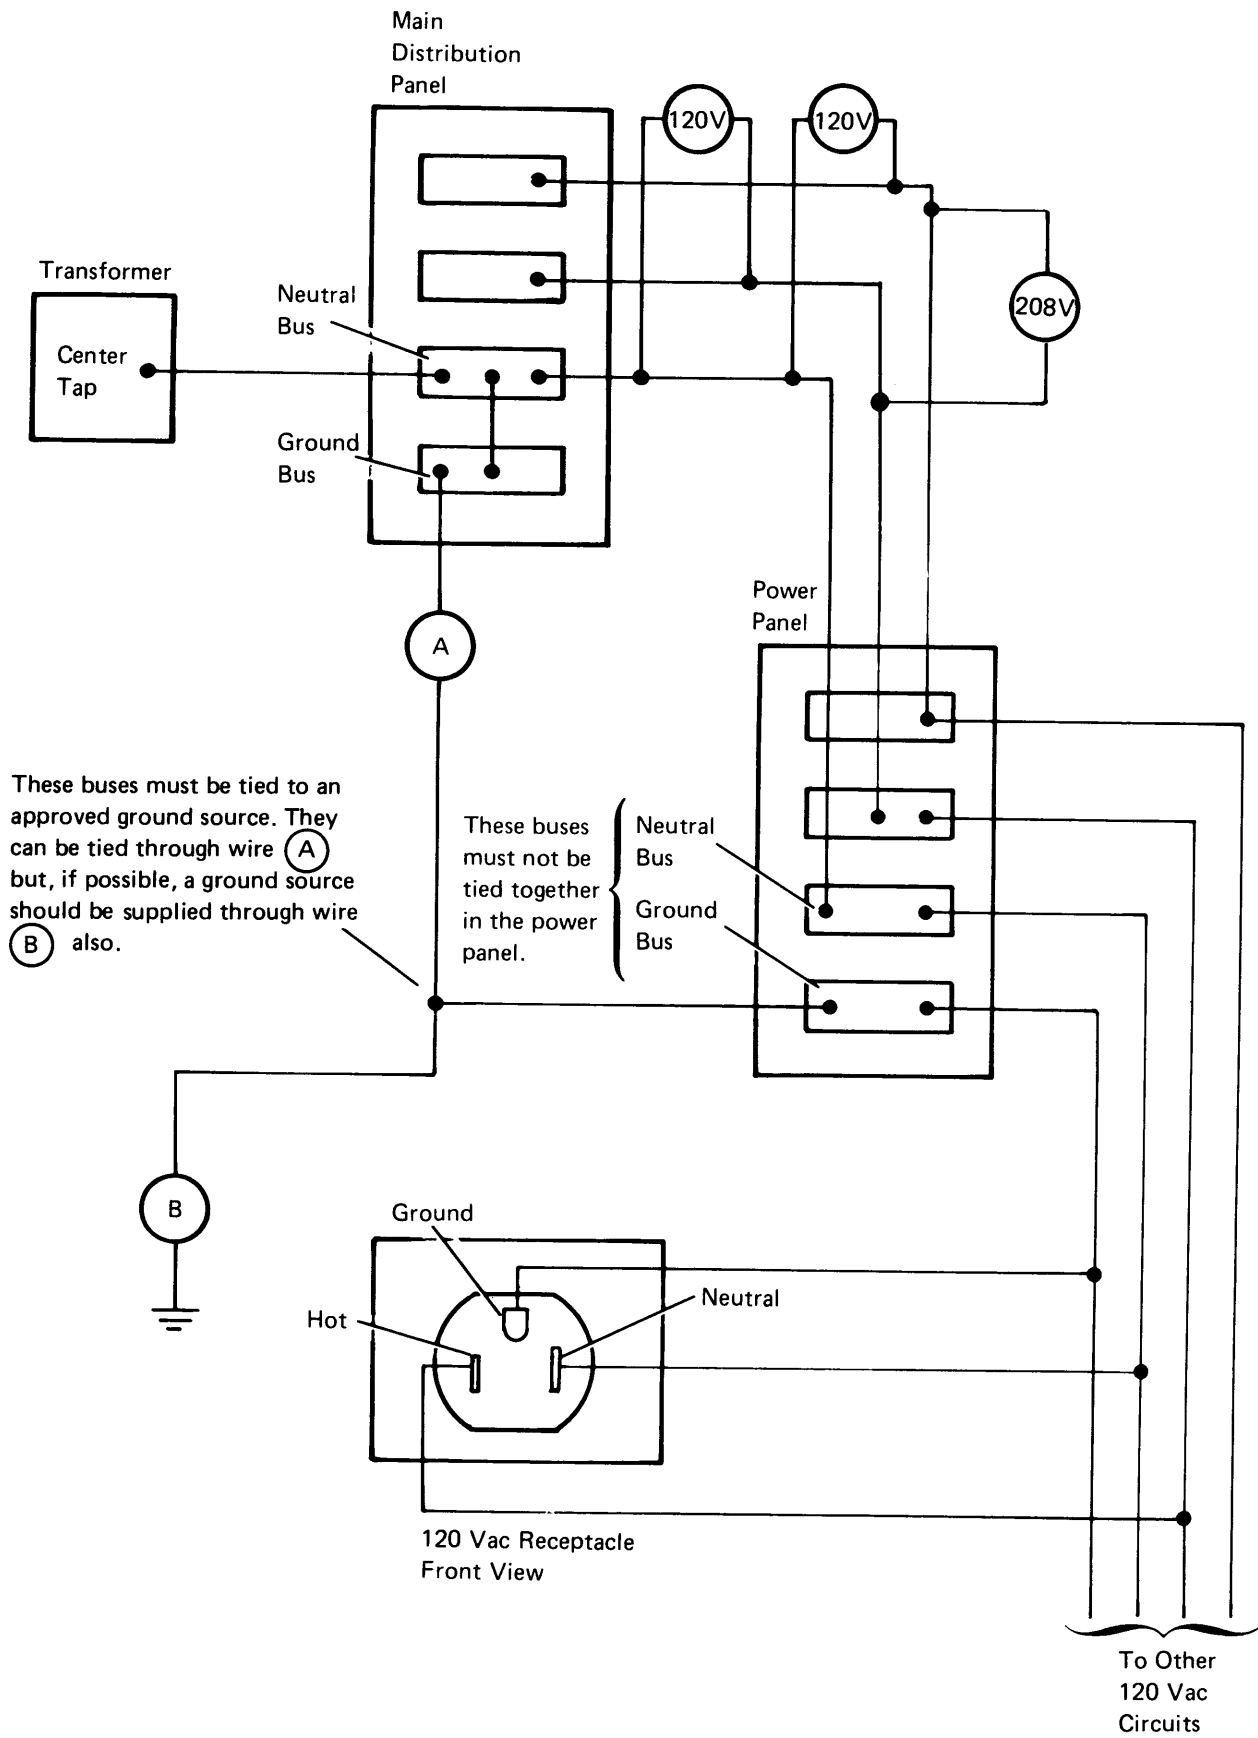 Main
Distribution
Panel
120V
120V
Transformer
Neutral
Bus
208V
Center
Tap
Ground
Bus
Power
Panel
A
These buses must be tied to an
approved ground source. They
can be tied through wire A
but, if possible, a ground source
should be supplied through wire
B also.
These buses
must not be
tied together
in the power
panel.
Neutral
Bus
Ground
Bus
B
Ground
Hot
Neutral
120 Vac Receptacle
Front View
To Other
120 Vac
Circuits